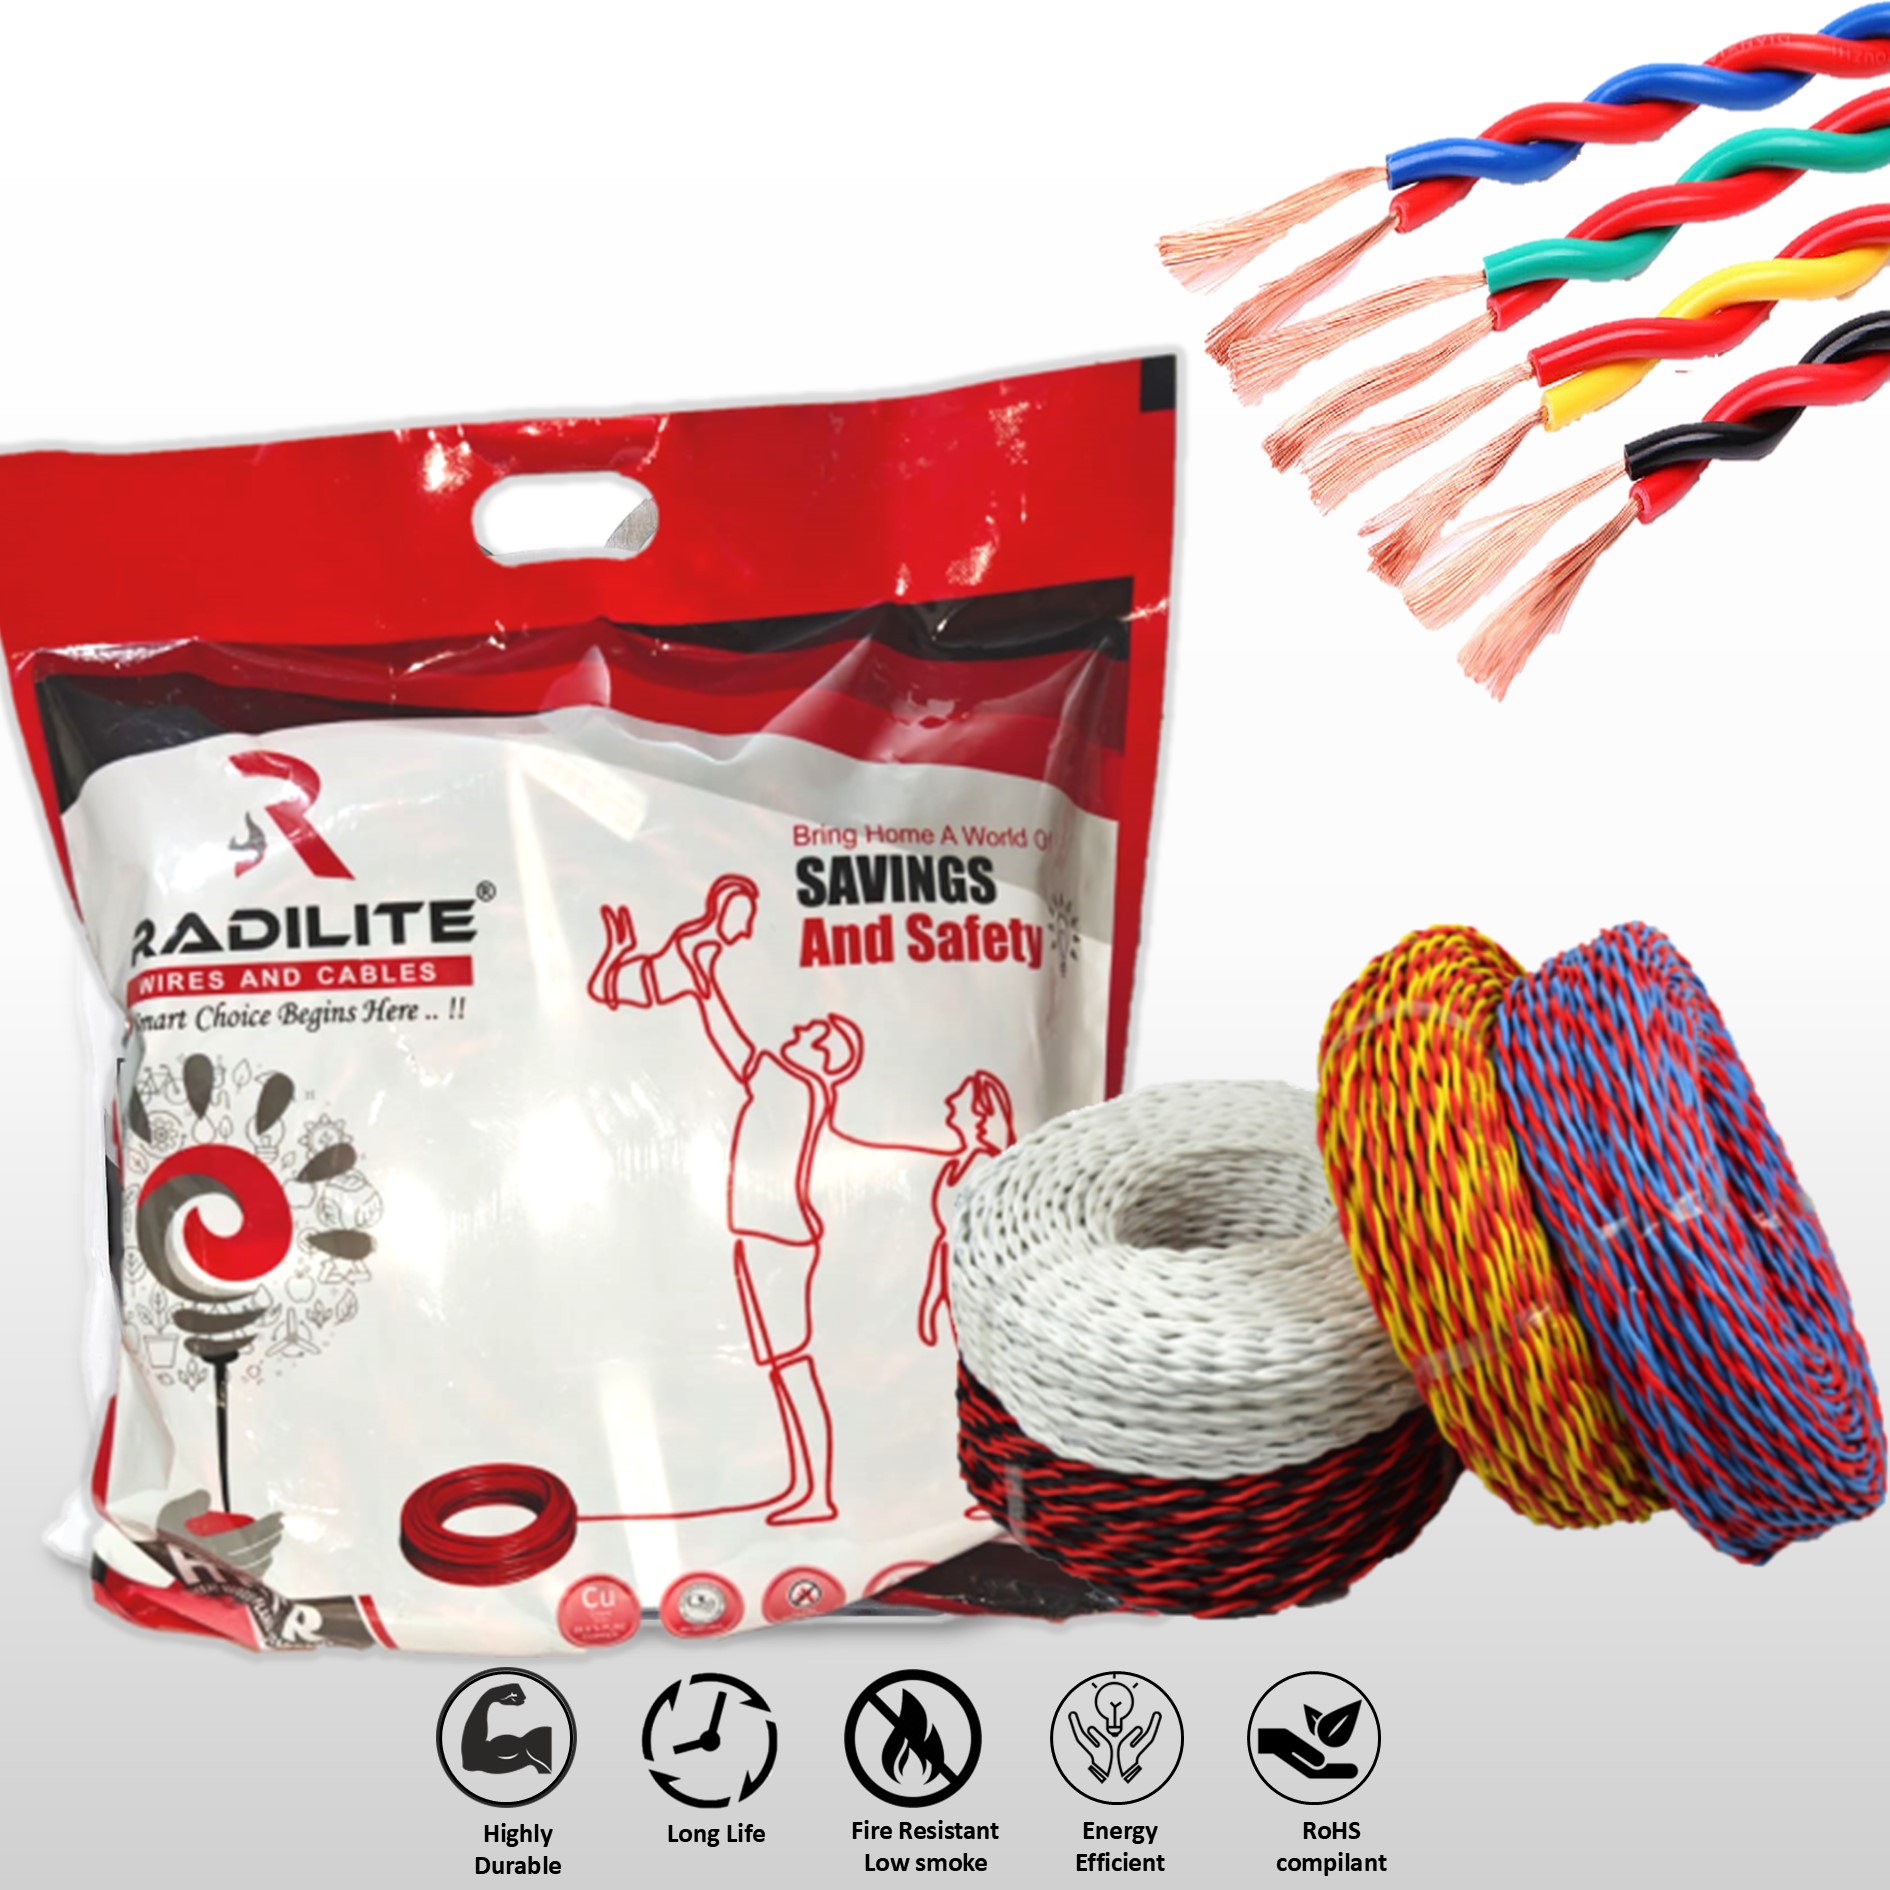 RADILITE®
WIRES AND CABLES
Smart Choice Begins Here .. !!
Bring Home A World Of
SAVINGS
And Safety
Cu
R
Highly
Durable
Long Life
Fire Resistant
Low smoke
Energy
Efficient
RoHS
compilant